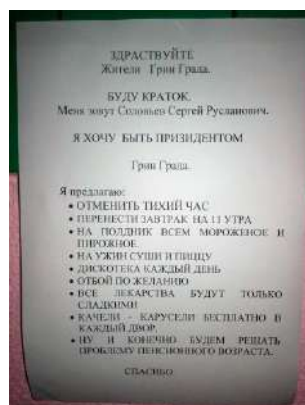 ЗДРАСТВУЙТЕ
Жители Грин Града.
БУДУ КРАТОК.
Меня зовут Соловьев Сергей Русланович.
Я ХОЧУ БЫТЬ ПРИЗИДЕНТОМ
Грин Града.
Я предлагаю:
• ОТМЕНИТЬ ТИХИЙ ЧАС
• ПЕРЕНЕСТИ ЗАВТРАК НА 11 УТРА
• НА ПОЛДНИК ВСЕМ МОРОЖЕНОЕ И
ПИРОЖНОЕ.
• НА УЖИН СУШИ И ПИЦЦУ
• ДИСКОТЕКА КАЖДЫЙ ДЕНЬ
• ОТБОЙ ПО ЖЕЛАНИЮ
• ВСЕ ЛЕКАРСТВА БУДУТ ТОЛЬКО
СЛАДКИМИ
• КАЧЕЛИ - КАРУСЕЛИ БЕСПЛАТНО В
КАЖДЫЙ ДВОР.
• НУ И КОНЕЧНО БУДЕМ РЕШАТЬ
ПРОБЛЕМУ ПЕНСИОННОГО ВОЗРАСТА.
СПАСИБО